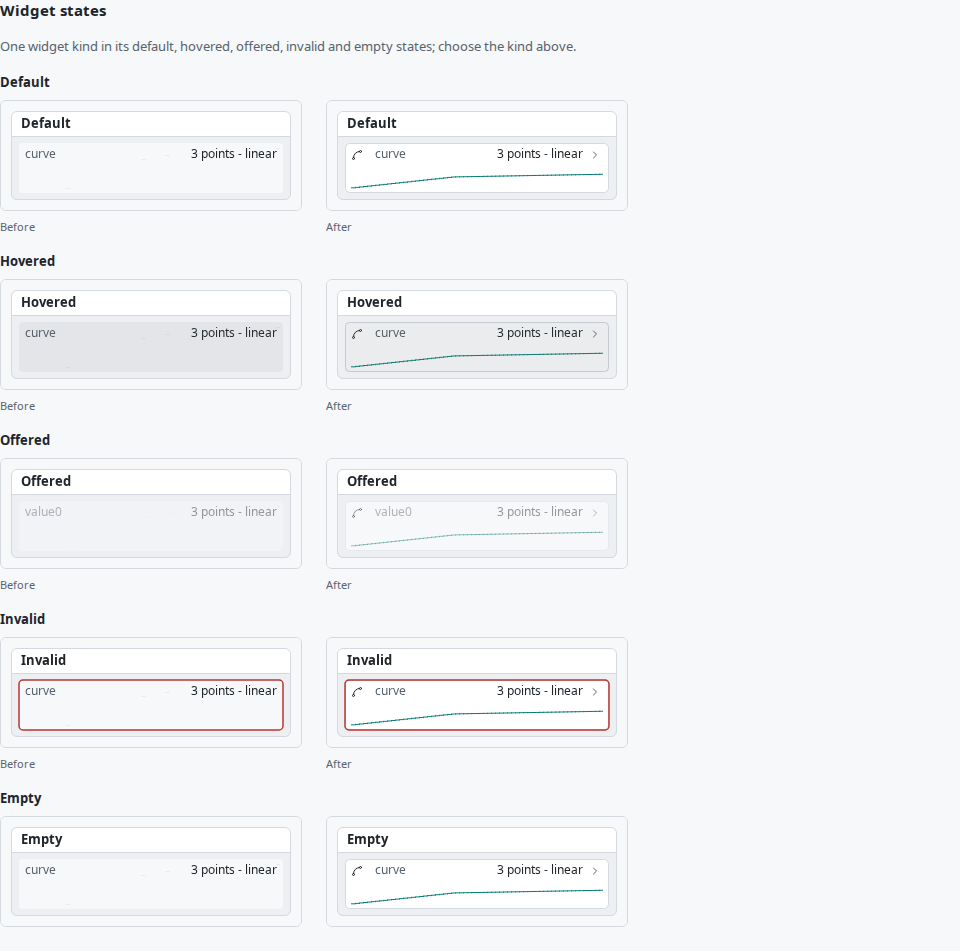 Widget states
One widget kind in its default, hovered, offered, invalid and empty states; choose the kind above.
Default
Default
curve 3 points - linear
Default
curve 3 points - linear
Before
After
Hovered
Hovered
curve 3 points - linear
Hovered
curve 3 points - linear
Before
After
Offered
Offered
value0 3 points - linear
Offered
value0 3 points - linear
Before
After
Invalid
Invalid
curve 3 points - linear
Invalid
curve 3 points - linear
Before
After
Empty
Empty
curve 3 points - linear
Empty
curve 3 points - linear